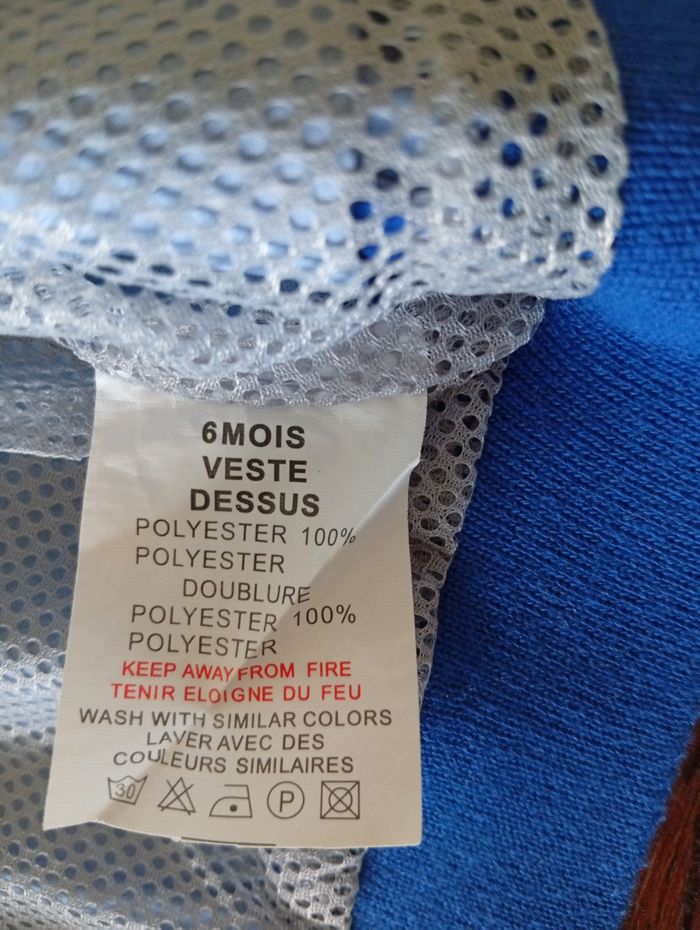 6MOIS
VESTE
DESSUS
POLYESTER 100%
POLYESTER
DOUBLURE
POLYESTER 100%
POLYESTER
KEEP AWAY FROM FIRE
TENIR ELOIGNE DU FEU
WASH WITH SIMILAR COLORS
LAVER AVEC DES
COULEURS SIMILAIRES
30 P